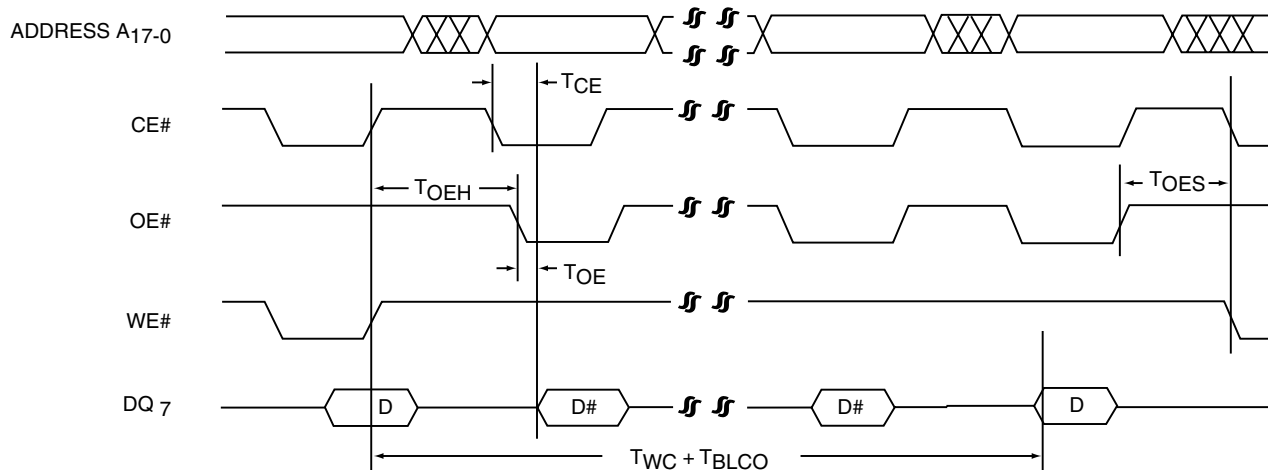 ADDRESS A17-0
TCE
CE#
TOEH
TOES
OE#
TOE
WE#
DQ 7
D
D#
D#
D
TWC + TBLCO